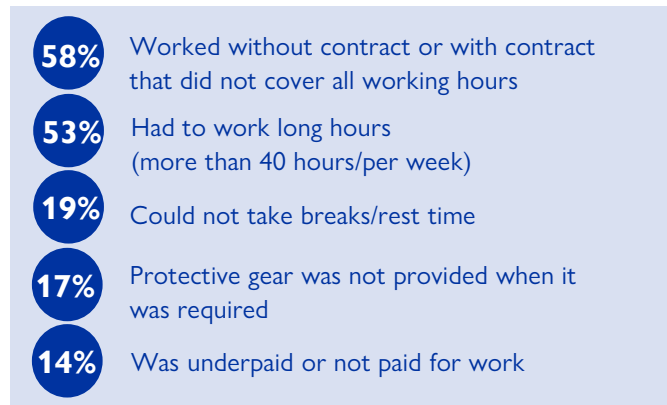 58% Worked without contract or with contract
that did not cover all working hours
53% Had to work long hours
(more than 40 hours/per week)
19% Could not take breaks/rest time
17% Protective gear was not provided when it
was required
14% Was underpaid or not paid for work